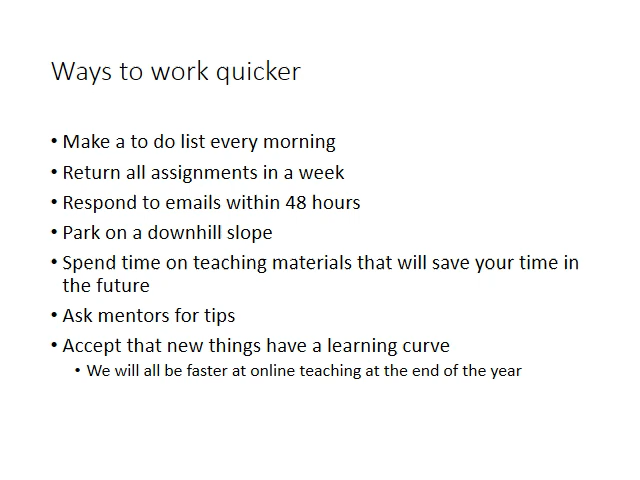 Ways to work quicker
• Make a to do list every morning
• Return all assignments in a week
• Respond to emails within 48 hours
• Park on a downhill slope
• Spend time on teaching materials that will save your time in
the future
• Ask mentors for tips
• Accept that new things have a learning curve
• We will all be faster at online teaching at the end of the year